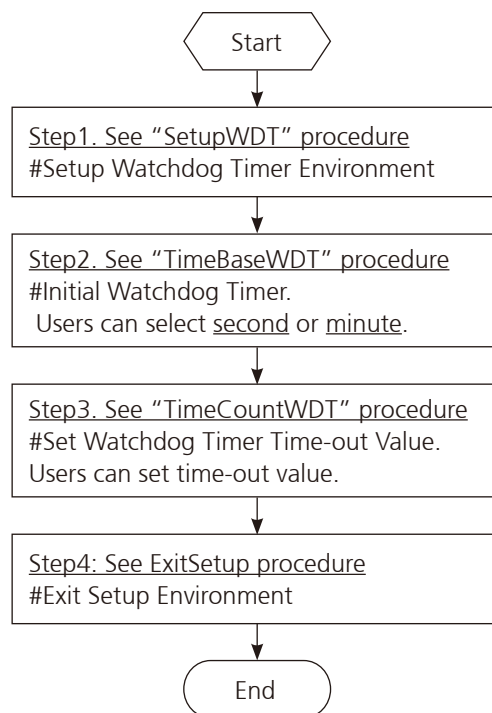 Start
Step1. See “SetupWDT” procedure
#Setup Watchdog Timer Environment
Step2. See “TimeBaseWDT” procedure
#Initial Watchdog Timer.
Users can select second or minute.
Step3. See “TimeCountWDT” procedure
#Set Watchdog Timer Time-out Value.
Users can set time-out value.
Step4: See ExitSetup procedure
#Exit Setup Environment
End